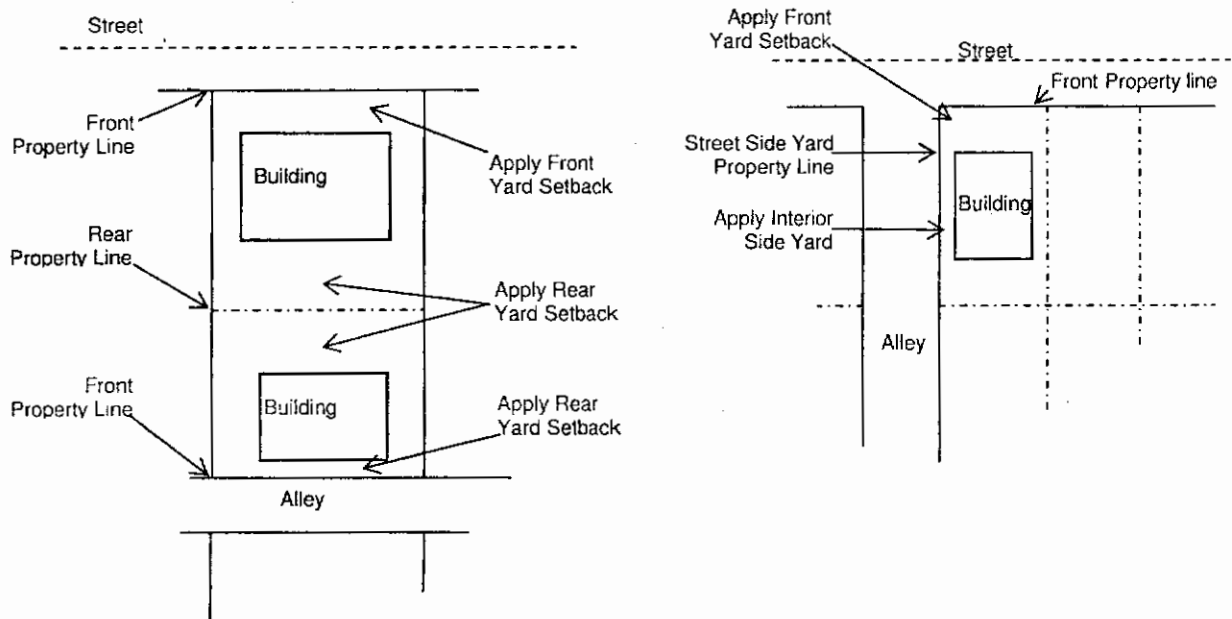 Street
Front
Property Line
Building
Apply Front
Yard Setback
Rear
Property Line
Apply Rear
Yard Setback
Front
Property Line
Building
Apply Rear
Yard Setback
Alley
Apply Front
Yard Setback
Street
Front Property line
Street Side Yard
Property Line
Building
Apply Interior
Side Yard
Alley